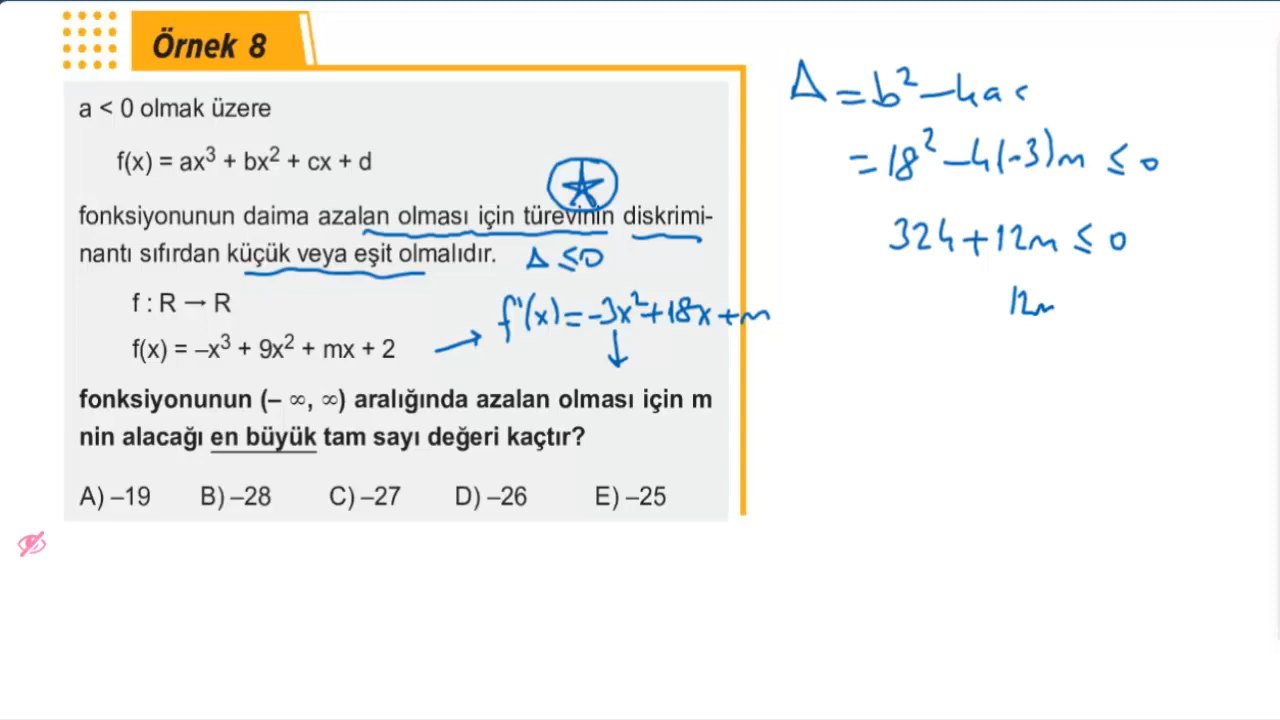 Örnek 8
a < 0 olmak üzere
f(x) = ax³ + bx² + cx + d
fonksiyonunun daima azalan olması için türevinin diskrimi-
nantı sıfırdan küçük veya eşit olmalıdır. Δ ≤ 0
f : R → R
f(x) = –x³ + 9x² + mx + 2 → f'(x) = -3x² + 18x + m
fonksiyonunun (– ∞, ∞) aralığında azalan olması için m
nin alacağı en büyük tam sayı değeri kaçtır?
A) –19 B) –28 C) –27 D) –26 E) –25
Δ = b² - 4ac
= 18² - 4(-3)m ≤ 0
324 + 12m ≤ 0
12m